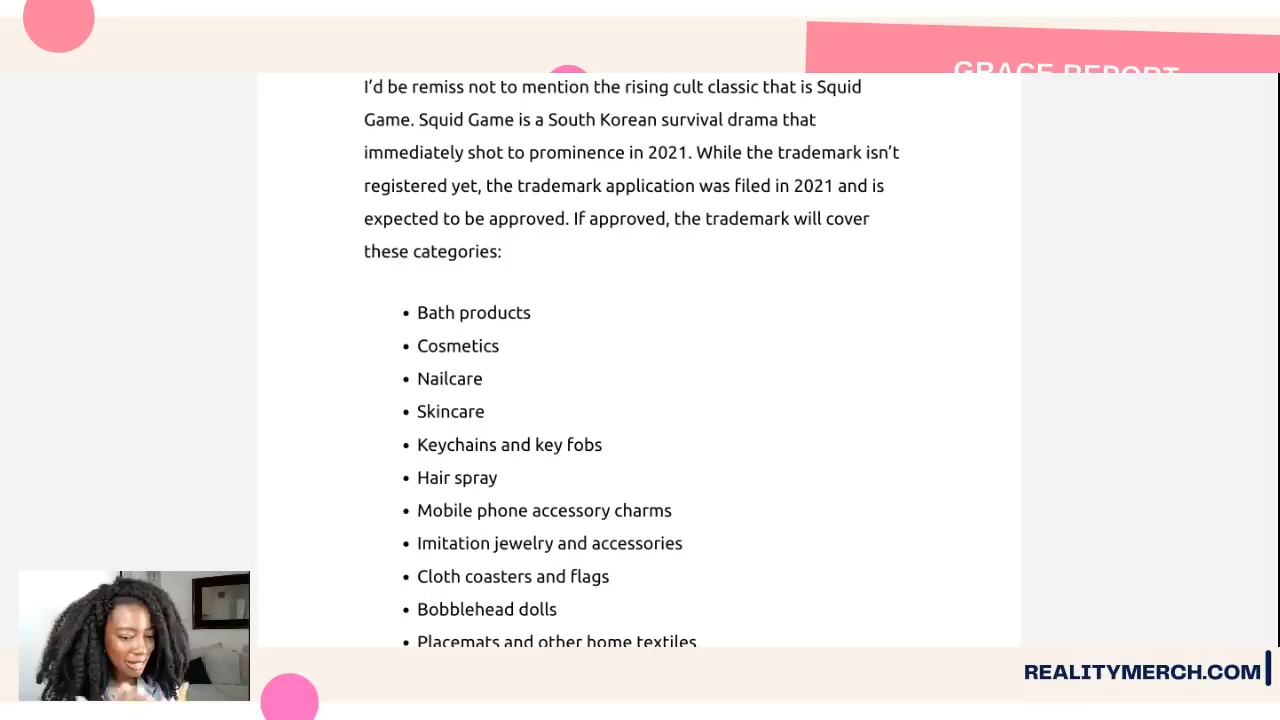 GRACE REPORT
I’d be remiss not to mention the rising cult classic that is Squid
Game. Squid Game is a South Korean survival drama that
immediately shot to prominence in 2021. While the trademark isn’t
registered yet, the trademark application was filed in 2021 and is
expected to be approved. If approved, the trademark will cover
these categories:
• Bath products
• Cosmetics
• Nailcare
• Skincare
• Keychains and key fobs
• Hair spray
• Mobile phone accessory charms
• Imitation jewelry and accessories
• Cloth coasters and flags
• Bobblehead dolls
• Placemats and other home textiles
REALITYMERCH.COM